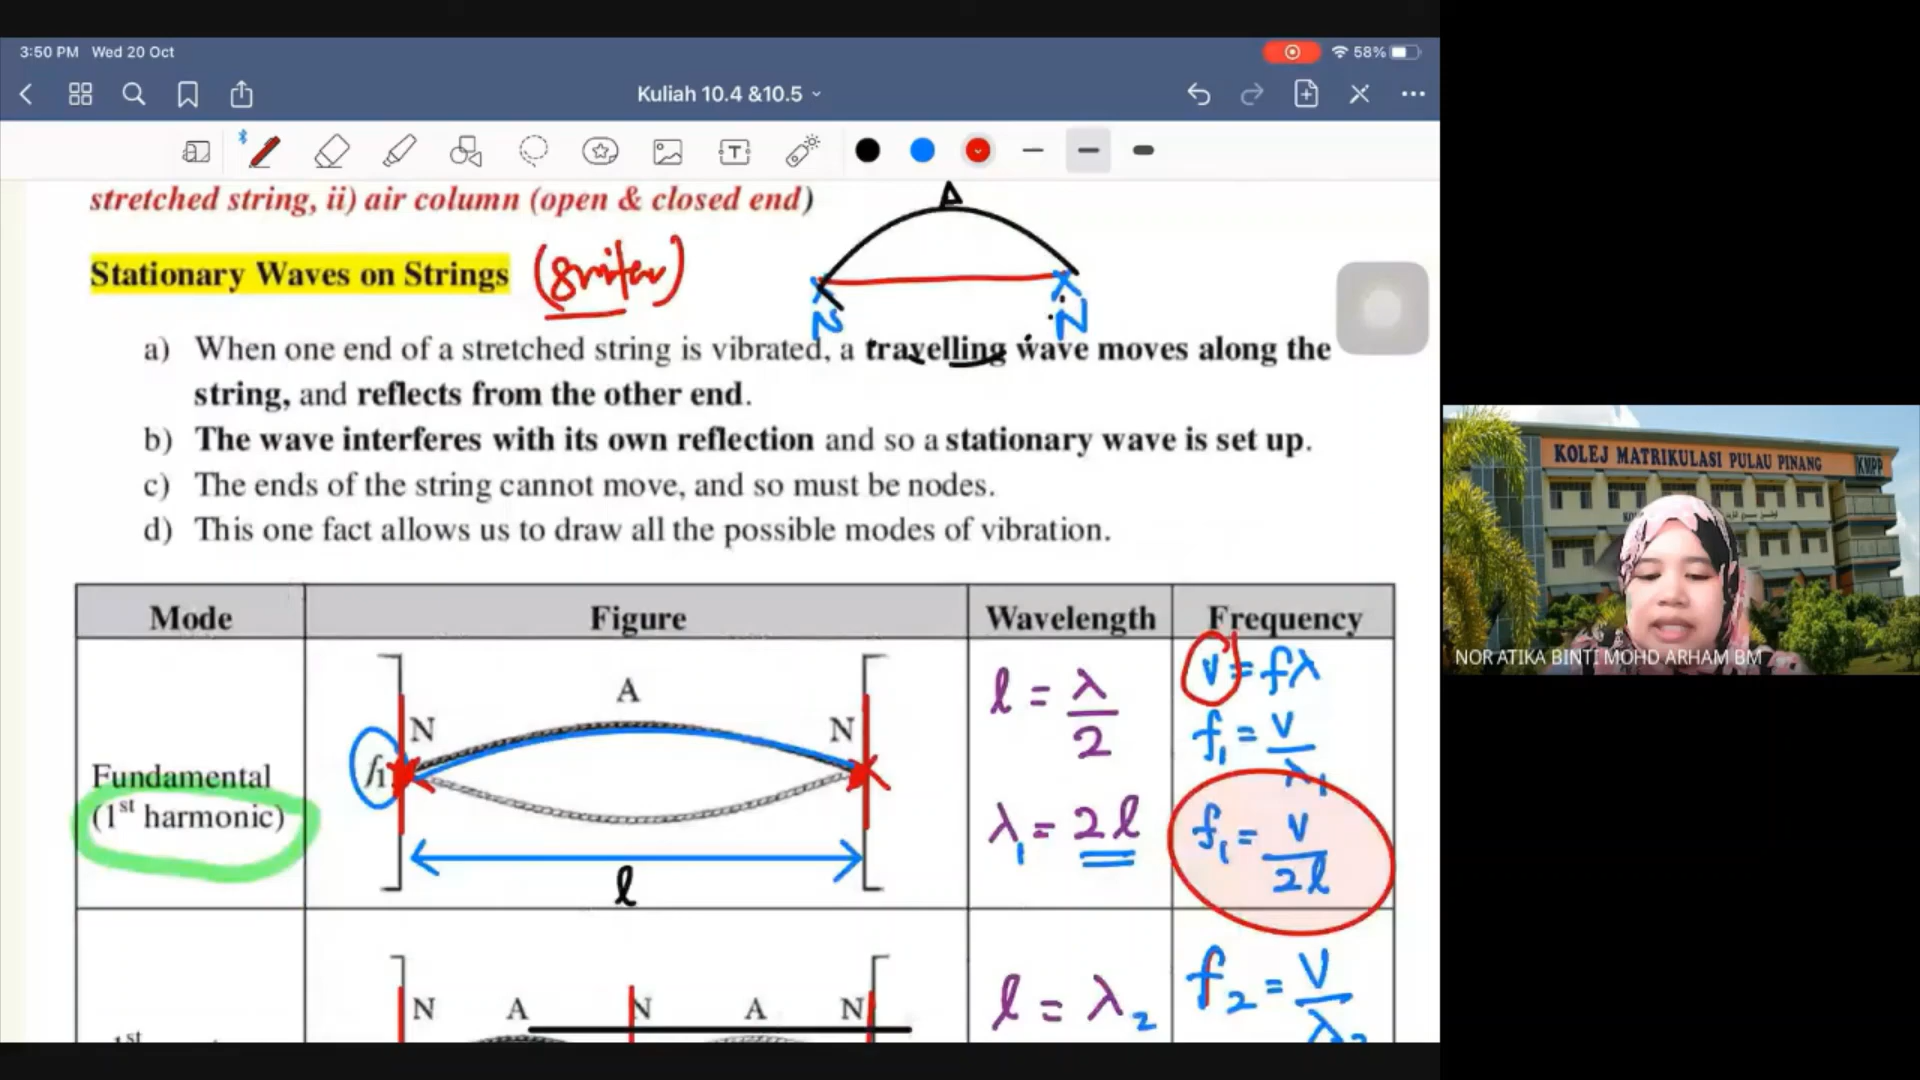 3:50 PM Wed 20 Oct
58%
Kuliah 10.4 &10.5
stretched string, ii) air column (open & closed end)
A
Stationary Waves on Strings
N
N
a) When one end of a stretched string is vibrated, a travelling wave moves along the
string, and reflects from the other end.
b) The wave interferes with its own reflection and so a stationary wave is set up.
c) The ends of the string cannot move, and so must be nodes.
d) This one fact allows us to draw all the possible modes of vibration.
Mode Figure Wavelength Frequency
Fundamental
(1st harmonic)
A
N
N
f1
l
l = λ/2
λ1 = 2l
v = fλ
f1 = v/λ1
f1 = v/2l
1st
N A N A N
l = λ2
f2 = v/λ2
KOLEJ MATRIKULASI PULAU PINANG
KMPP
NOR ATIKA BINTI MOHD ARHAM BM